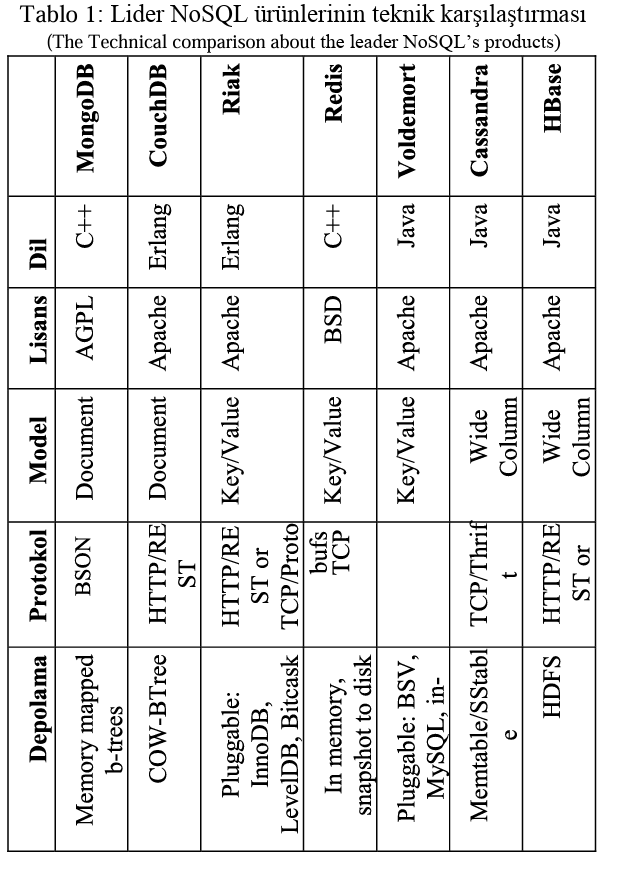 Tablo 1: Lider NoSQL ürünlerinin teknik karşılaştırması
(The Technical comparison about the leader NoSQL’s products)
MongoDB
CouchDB
Riak
Redis
Voldemort
Cassandra
HBase
Dil
C++
Erlang
Erlang
C++
Java
Java
Java
Lisans
AGPL
Apache
Apache
BSD
Apache
Apache
Apache
Model
Document
Document
Key/Value
Key/Value
Key/Value
Wide
Column
Wide
Column
Protokol
BSON
HTTP/RE
ST
HTTP/RE
ST or
TCP/Proto
bufs
TCP
TCP/Thrif
t
HTTP/RE
ST or
Depolama
Memory mapped
b-trees
COW-BTree
Pluggable:
InnoDB,
LevelDB, Bitcask
In memory,
snapshot to disk
Pluggable: BSV,
MySQL, in-
Memtable/SStabl
e
HDFS